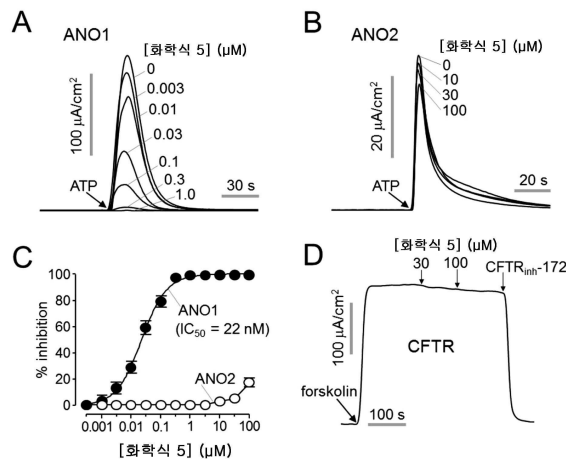 A
ANO1
[화학식 5] (μM)
0
0.003
0.01
0.03
0.1
0.3
1.0
100 μA/cm²
ATP
30 s
B
ANO2
[화학식 5] (μM)
0
10
30
100
20 μA/cm²
ATP
20 s
C
% inhibition
100
80
60
40
20
0
ANO1
(IC₅₀ = 22 nM)
ANO2
0 0.001 0.01 0.1 1 10 100
[화학식 5] (μM)
D
[화학식 5] (μM)
30 100 CFTRinh-172
100 μA/cm²
CFTR
forskolin
100 s